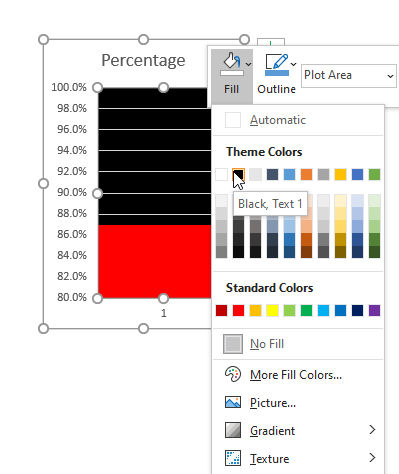 Percentage
100.0%
98.0%
96.0%
94.0%
92.0%
90.0%
88.0%
86.0%
84.0%
82.0%
80.0%
1
Fill
Outline
Plot Area
Automatic
Theme Colors
Black, Text 1
Standard Colors
No Fill
More Fill Colors...
Picture...
Gradient
Texture